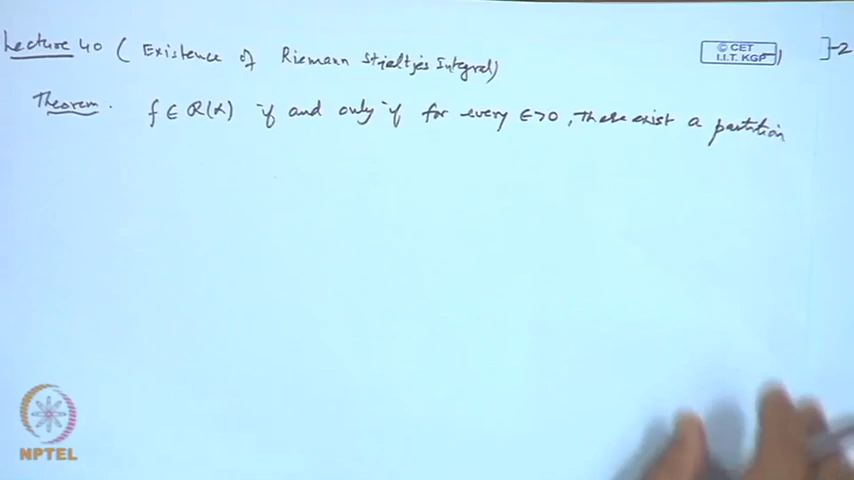 Lecture 40 ( Existence of Riemann Stieltjes Integral)
© CET
I.I.T. KGP
]-2
Theorem. f ∈ R(α) if and only if for every ε>0, there exist a partition
NPTEL